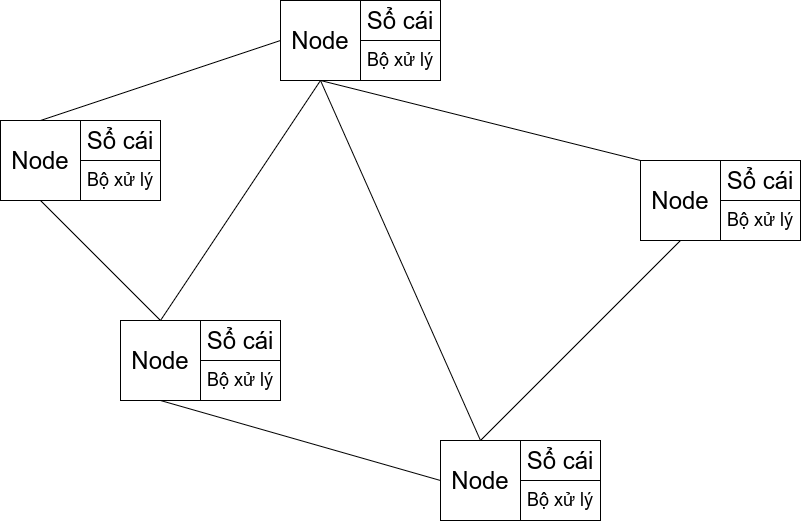 Node
Sổ cái
Bộ xử lý
Node
Sổ cái
Bộ xử lý
Node
Sổ cái
Bộ xử lý
Node
Sổ cái
Bộ xử lý
Node
Sổ cái
Bộ xử lý